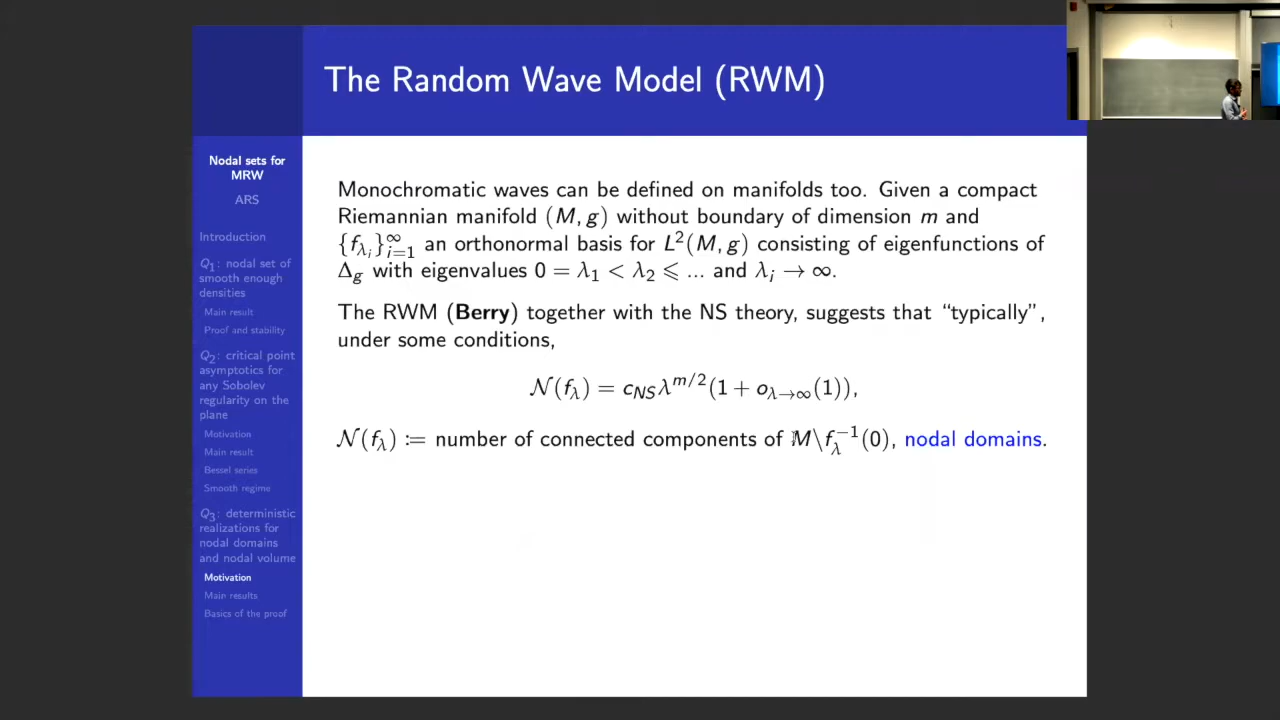 The Random Wave Model (RWM)
Nodal sets for
MRW
ARS
Introduction
Q1: nodal set of
smooth enough
densities
Main result
Proof and stability
Q2: critical point
asymptotics for
any Sobolev
regularity on the
plane
Motivation
Main result
Bessel series
Smooth regime
Q3: deterministic
realizations for
nodal domains
and nodal volume
Motivation
Main results
Basics of the proof
Monochromatic waves can be defined on manifolds too. Given a compact
Riemannian manifold (M, g) without boundary of dimension m and
{f_{λ_i}}_{i=1}^∞ an orthonormal basis for L²(M, g) consisting of eigenfunctions of
Δ_g with eigenvalues 0 = λ₁ < λ₂ ⩽ ... and λ_i → ∞.
The RWM (Berry) together with the NS theory, suggests that “typically”,
under some conditions,
𝒩(f_λ) = c_{NS}λ^{m/2}(1 + o_{λ→∞}(1)),
𝒩(f_λ) := number of connected components of M\f_λ^{-1}(0), nodal domains.